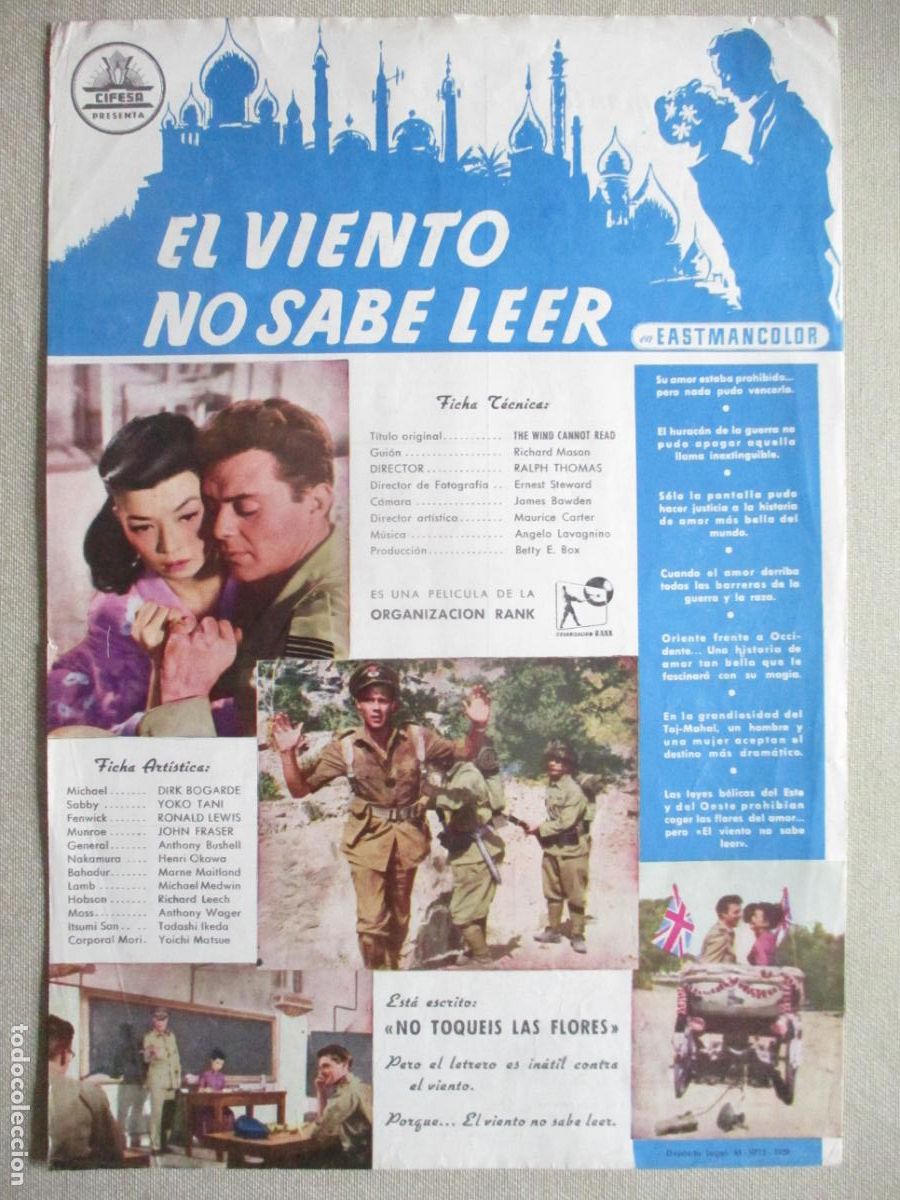 CIFESA
PRESENTA
EL VIENTO
NO SABE LEER
en EASTMANCOLOR
Ficha Técnica:
Título original........... THE WIND CANNOT READ
Guión................... Richard Mason
DIRECTOR............... RALPH THOMAS
Director de Fotografía .. Ernest Steward
Cámara................. James Bawden
Director artístico....... Maurice Carter
Música................. Angelo Lavagnino
Producción............. Betty E. Box
ES UNA PELICULA DE LA
ORGANIZACION RANK
ORGANIZACION RANK
Su amor estaba prohibido...
pero nada pudo vencerlo.
El huracán de la guerra no
pudo apagar aquella
llama inextinguible.
Sólo la pantalla pudo
hacer justicia a la historia
de amor más bella del
mundo.
Cuando el amor derriba
todas las barreras de la
guerra y la raza.
Oriente frente a Occi-
dente... Una historia de
amor tan bella que le
fascinará con su magia.
En la grandiosidad del
Taj-Mahal, un hombre y
una mujer aceptan el
destino más dramático.
Las leyes bélicas del Este
y del Oeste prohibían
coger las flores del amor...
pero «El viento no sabe
leer».
Ficha Artística:
Michael ....... DIRK BOGARDE
Sabby ........ YOKO TANI
Fenwick ...... RONALD LEWIS
Munroe ...... JOHN FRASER
General ...... Anthony Bushell
Nakamura .... Henri Okawa
Bahadur...... Marne Maitland
Lamb ........ Michael Medwin
Hobson....... Richard Leech
Moss......... Anthony Wager
Itsumi San .. .. Tadashi Ikeda
Corporal Mori. Yoichi Matsue
Está escrito:
«NO TOQUEIS LAS FLORES»
Pero el letrero es inútil contra
el viento.
Porque... El viento no sabe leer.
todocoleccion